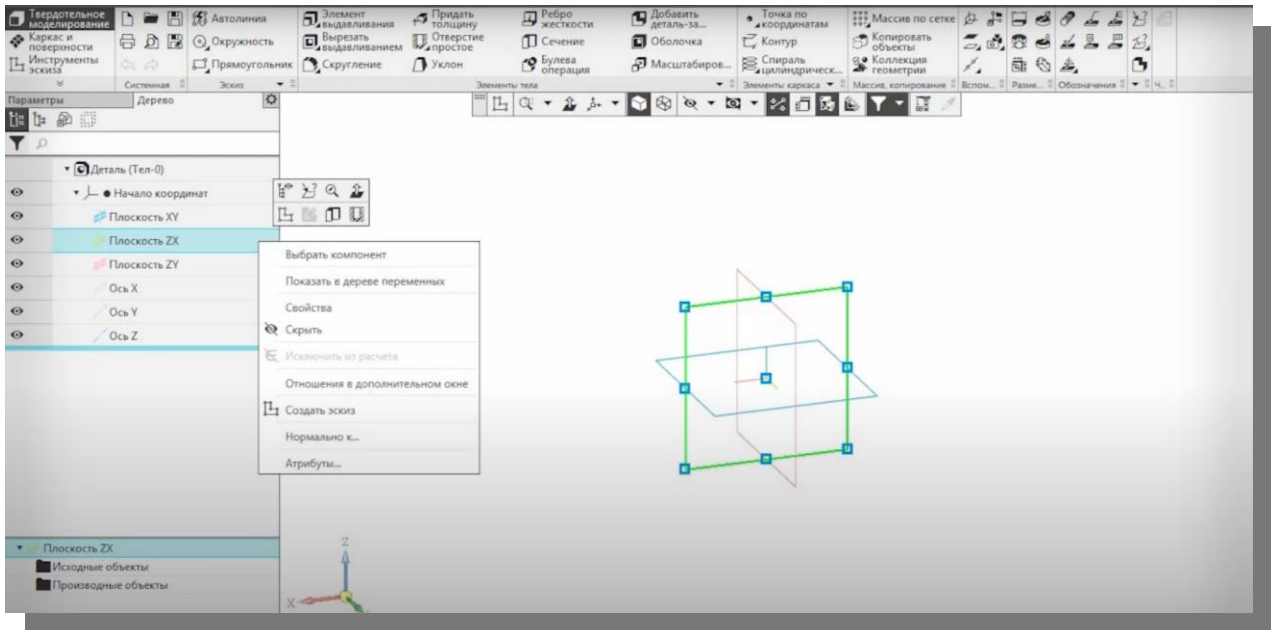 Твердотельное моделирование
Каркас и поверхности
Инструменты эскиза
Системная
Автолиния
Окружность
Прямоугольник
Эскиз
Элемент выдавливания
Вырезать выдавливанием
Скругление
Придать толщину
Отверстие простое
Уклон
Ребро жесткости
Сечение
Булева операция
Добавить деталь-за...
Оболочка
Масштабиров...
Элементы тела
Точка по координатам
Контур
Спираль цилиндрическ...
Элементы каркаса
Массив по сетке
Копировать объекты
Коллекция геометрии
Массив, копирование
Вспом...
Разме...
Обозначения
Ч...
Параметры
Дерево
Деталь (Тел-0)
Начало координат
Плоскость XY
Плоскость ZX
Плоскость ZY
Ось X
Ось Y
Ось Z
Выбрать компонент
Показать в дереве переменных
Свойства
Скрыть
Исключить из расчета
Отношения в дополнительном окне
Создать эскиз
Нормально к...
Атрибуты...
Плоскость ZX
Исходные объекты
Производные объекты
Z
X